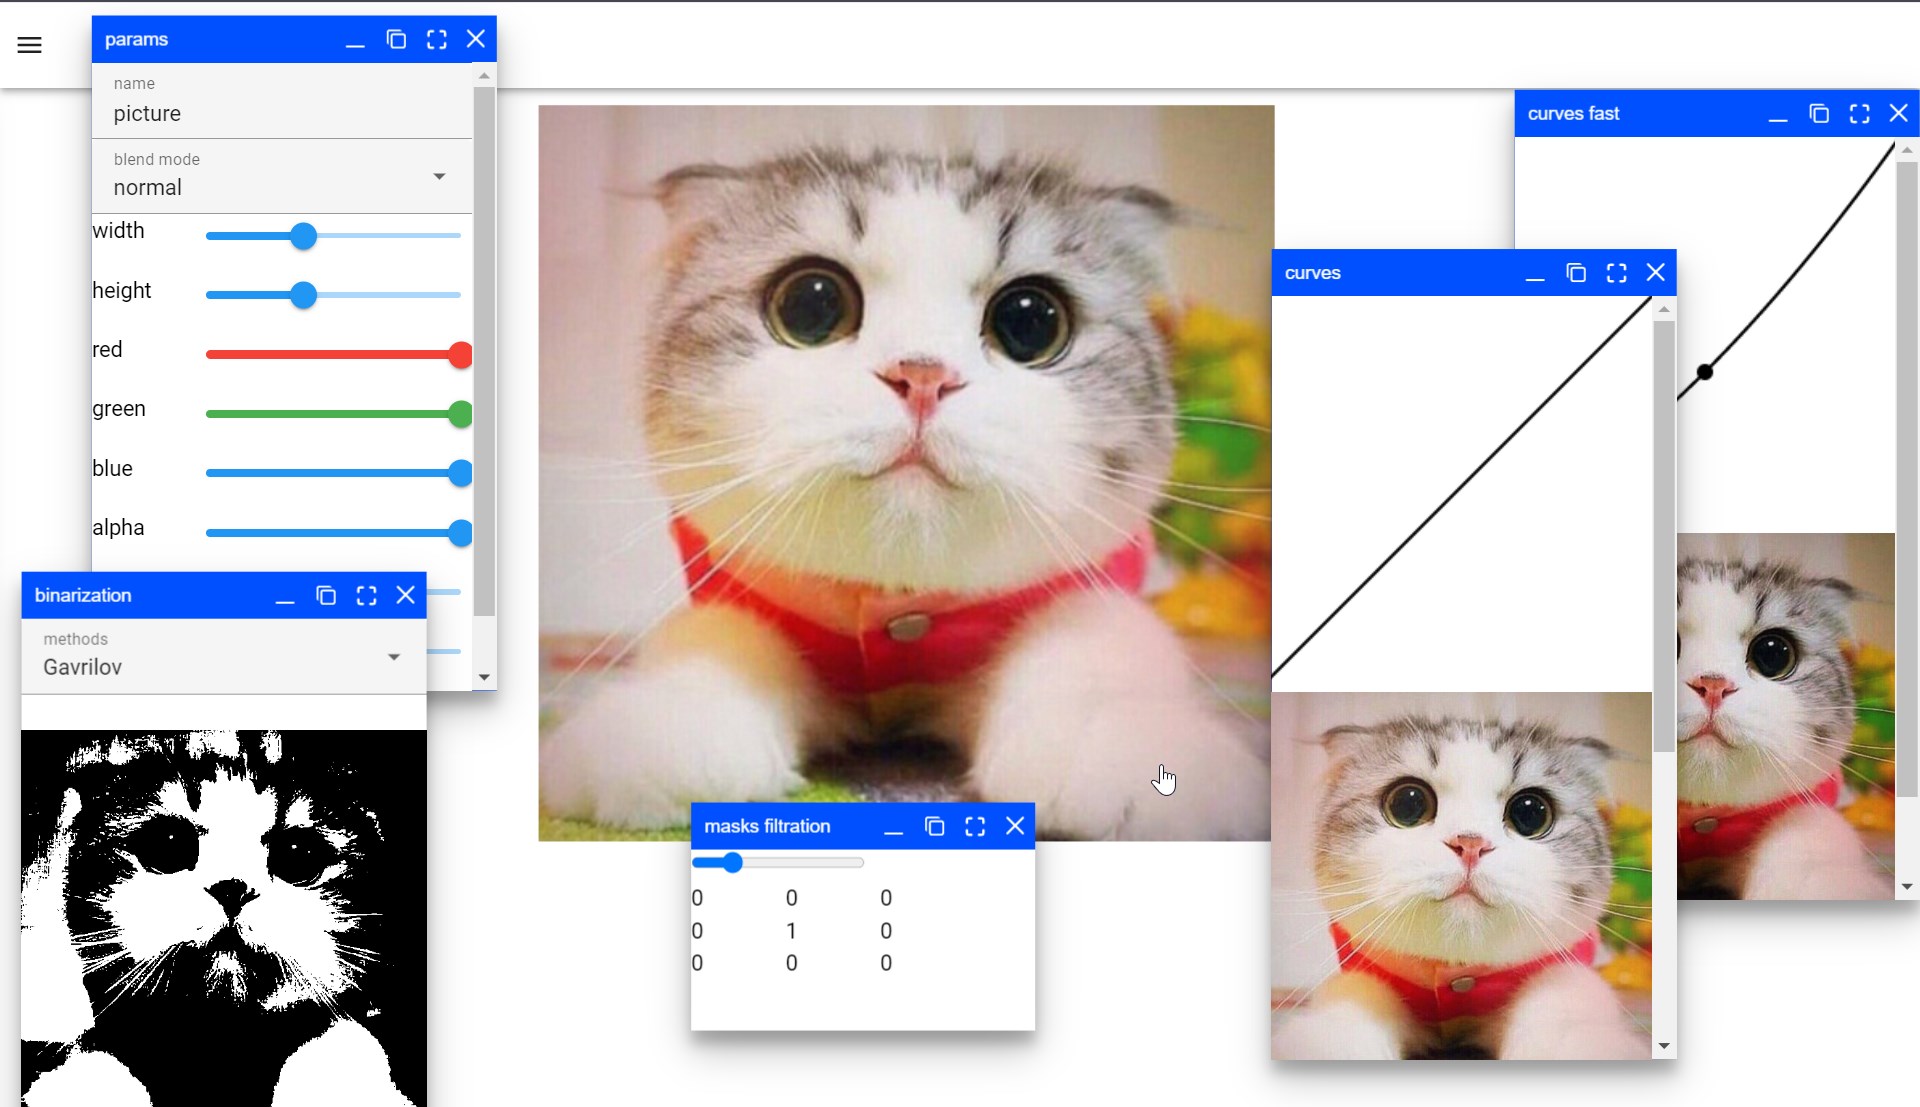 params
name
picture
blend mode
normal
width
height
red
green
blue
alpha
binarization
methods
Gavrilov
masks filtration
0 0 0
0 1 0
0 0 0
curves
curves fast